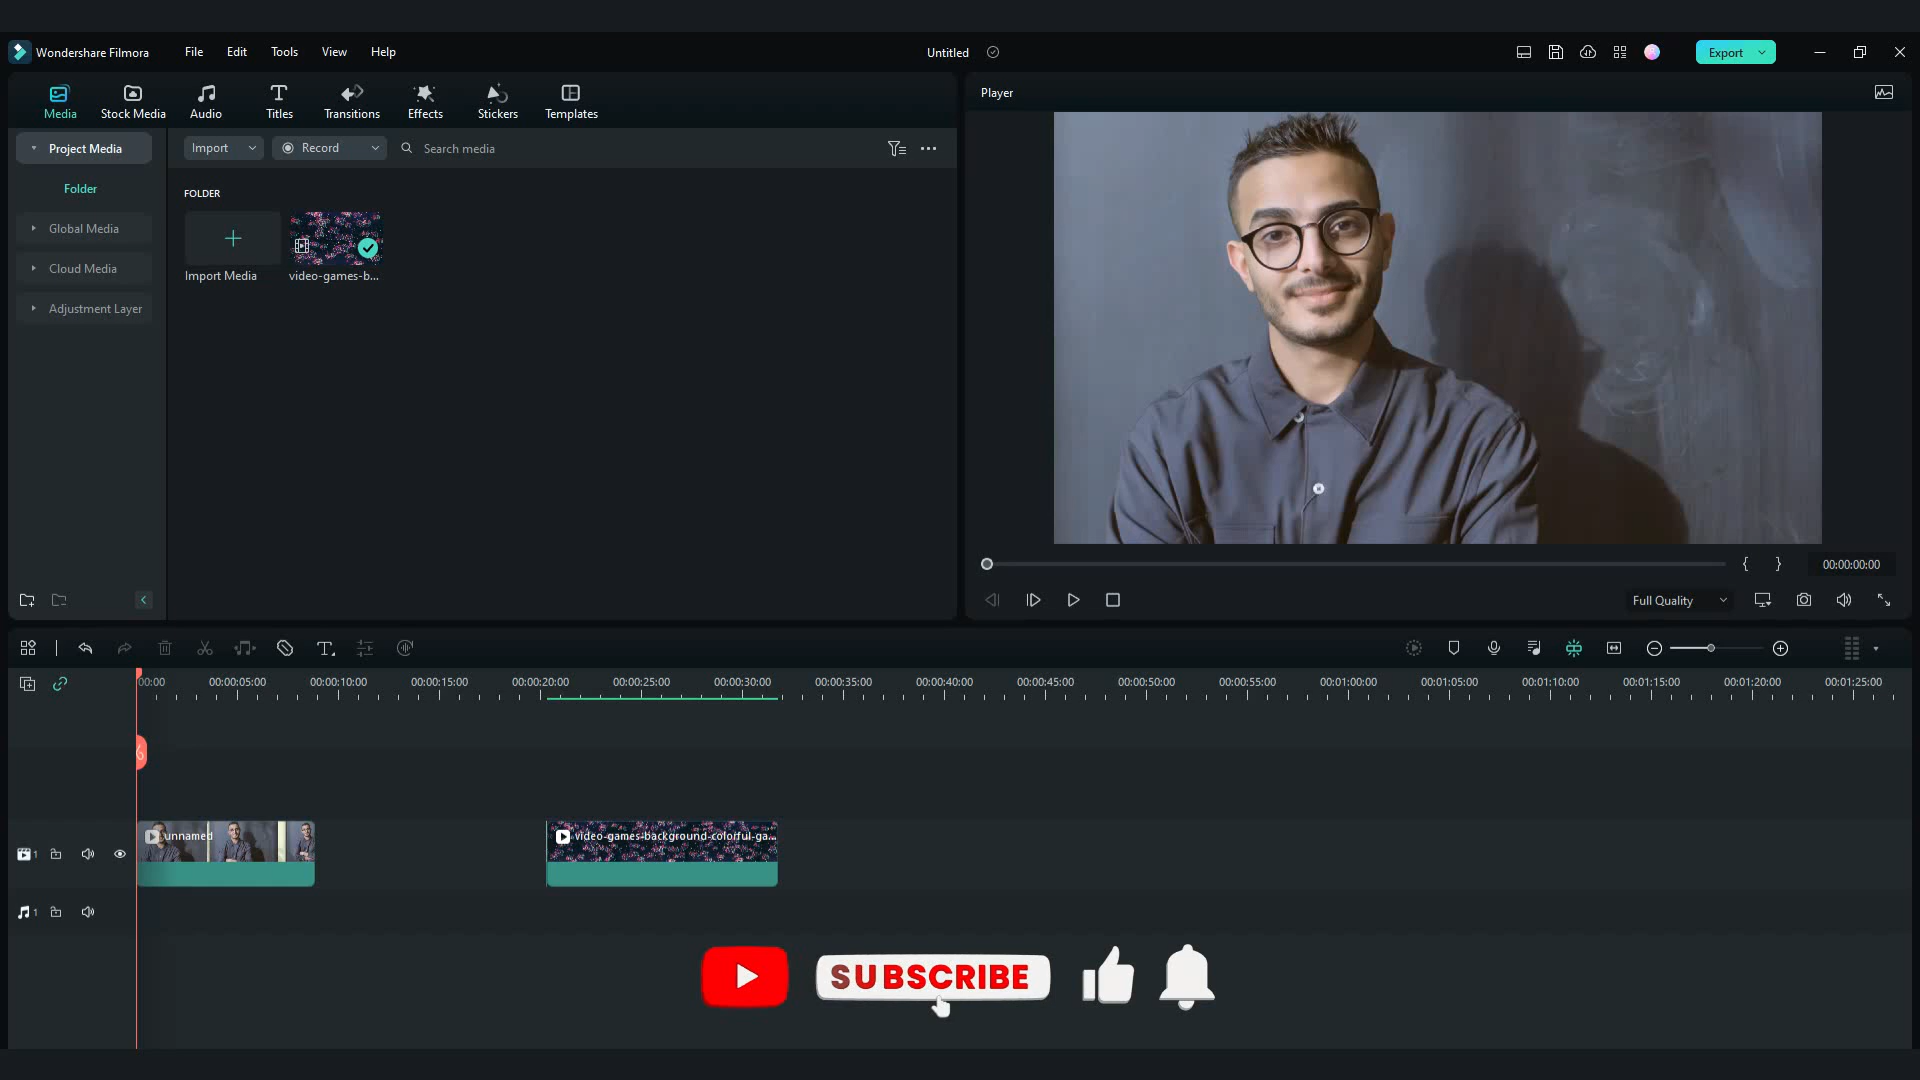 Wondershare Filmora
File
Edit
Tools
View
Help
Untitled
Export
Media
Stock Media
Audio
Titles
Transitions
Effects
Stickers
Templates
Player
Project Media
Folder
Global Media
Cloud Media
Adjustment Layer
Import
Record
Search media
FOLDER
Import Media
video-games-b...
00:00:00:00
Full Quality
00:00
00:00:05:00
00:00:10:00
00:00:15:00
00:00:20:00
00:00:25:00
00:00:30:00
00:00:35:00
00:00:40:00
00:00:45:00
00:00:50:00
00:00:55:00
00:01:00:00
00:01:05:00
00:01:10:00
00:01:15:00
00:01:20:00
00:01:25:00
unnamed
video-games-background-colorful-ga...
1
1
SUBSCRIBE